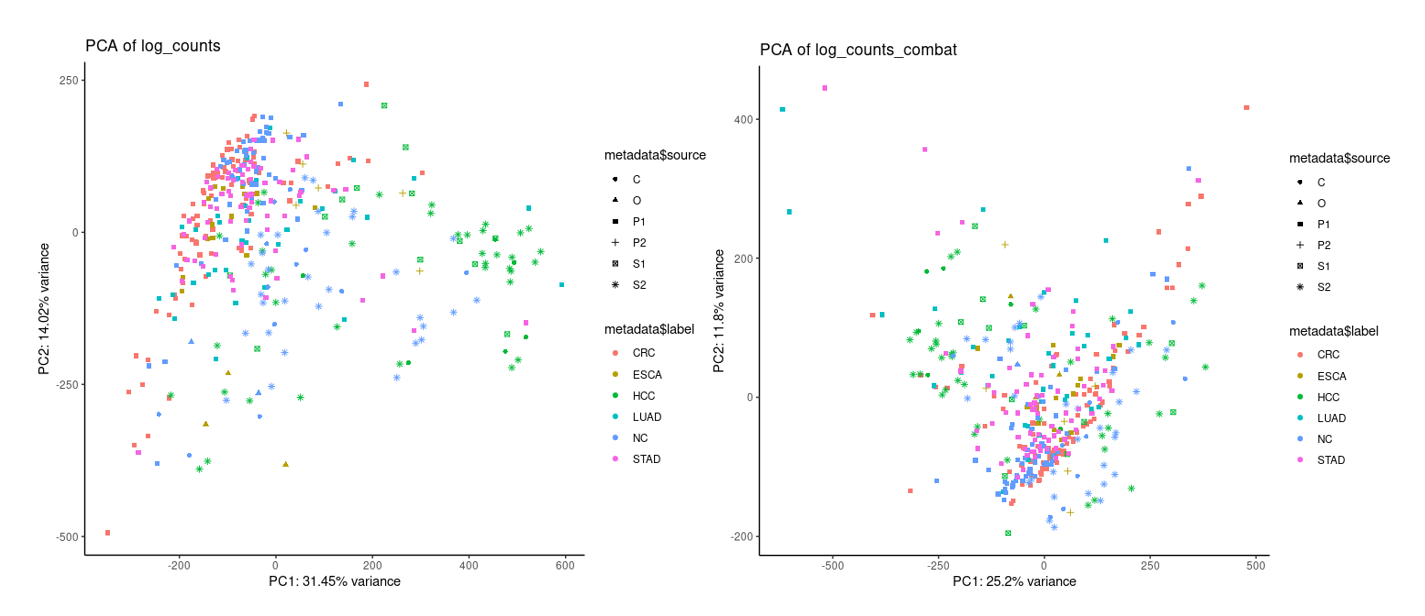 PCA of log_counts
PC2: 14.02% variance
250
0
-250
-500
-200
0
200
400
600
PC1: 31.45% variance
metadata$source
C
O
P1
P2
S1
S2
metadata$label
CRC
ESCA
HCC
LUAD
NC
STAD
PCA of log_counts_combat
PC2: 11.8% variance
400
200
0
-200
-500
-250
0
250
500
PC1: 25.2% variance
metadata$source
C
O
P1
P2
S1
S2
metadata$label
CRC
ESCA
HCC
LUAD
NC
STAD